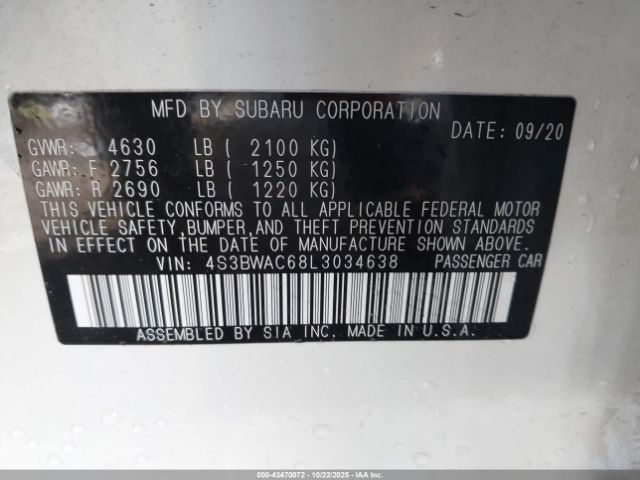 MFD BY SUBARU CORPORATION
DATE: 09/20
GVWR: 4630 LB ( 2100 KG)
GAWR: F 2756 LB ( 1250 KG)
GAWR: R 2690 LB ( 1220 KG)
THIS VEHICLE CONFORMS TO ALL APPLICABLE FEDERAL MOTOR
VEHICLE SAFETY, BUMPER, AND THEFT PREVENTION STANDARDS
IN EFFECT ON THE DATE OF MANUFACTURE SHOWN ABOVE.
VIN: 4S3BWAC68L3034638 PASSENGER CAR
ASSEMBLED BY SIA INC. MADE IN U.S.A.
000-43470072 - 10/22/2025 - IAAI.COM